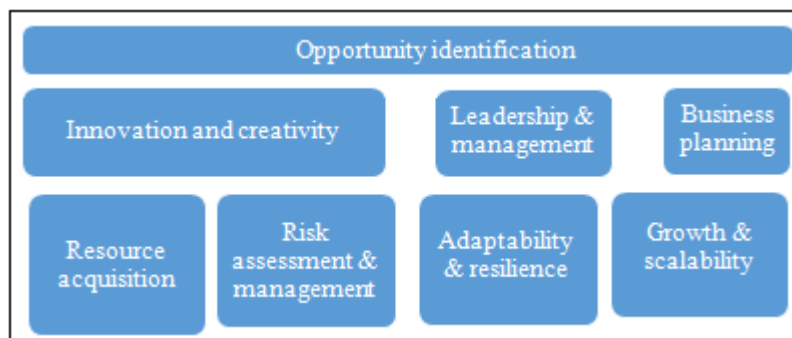 Opportunity identification
Innovation and creativity
Leadership &
management
Business
planning
Resource
acquisition
Risk
assessment &
management
Adaptability
& resilience
Growth &
scalability